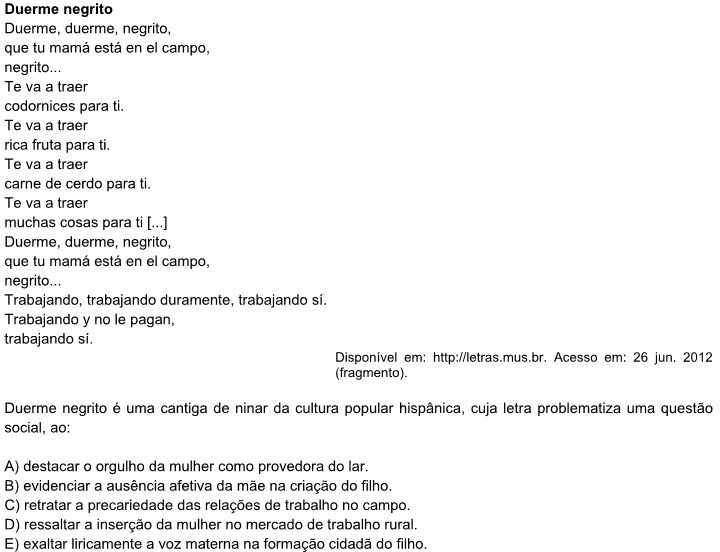 Duerme negrito
Duerme, duerme, negrito,
que tu mamá está en el campo,
negrito...
Te va a traer
codornices para ti.
Te va a traer
rica fruta para ti.
Te va a traer
carne de cerdo para ti.
Te va a traer
muchas cosas para ti [...]
Duerme, duerme, negrito,
que tu mamá está en el campo,
negrito...
Trabajando, trabajando duramente, trabajando sí.
Trabajando y no le pagan,
trabajando sí.
Disponível em: http://letras.mus.br. Acesso em: 26 jun. 2012
(fragmento).
Duerme negrito é uma cantiga de ninar da cultura popular hispânica, cuja letra problematiza uma questão
social, ao:
A) destacar o orgulho da mulher como provedora do lar.
B) evidenciar a ausência afetiva da mãe na criação do filho.
C) retratar a precariedade das relações de trabalho no campo.
D) ressaltar a inserção da mulher no mercado de trabalho rural.
E) exaltar liricamente a voz materna na formação cidadã do filho.